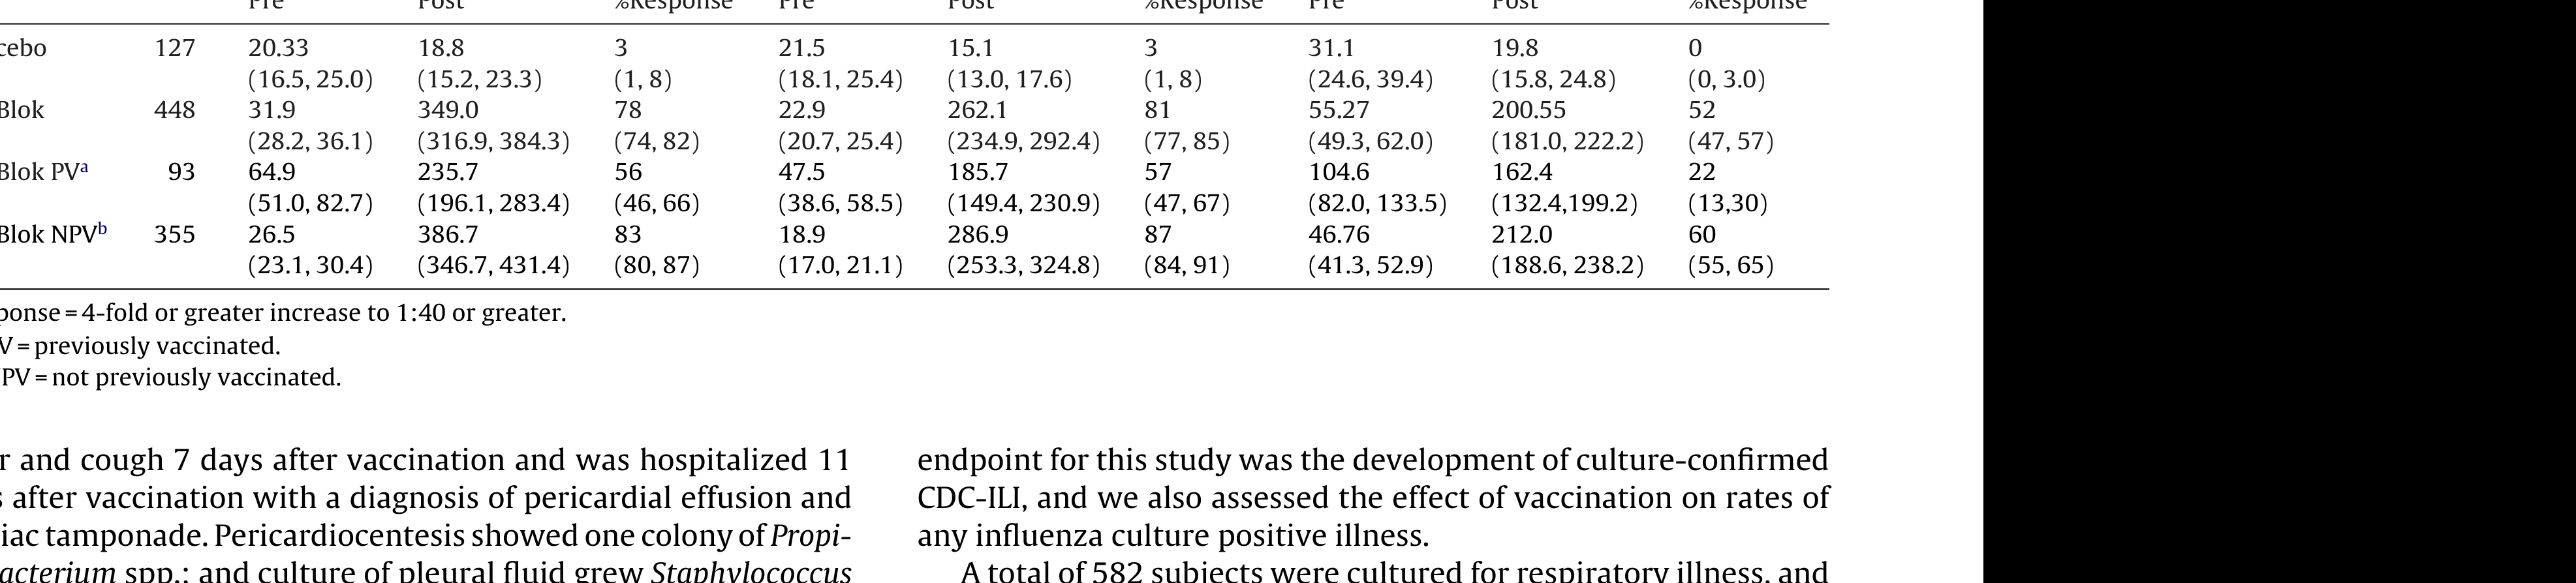 Pre Post %Response Pre Post %Response Pre Post %Response
cebo 127 20.33 18.8 3 21.5 15.1 3 31.1 19.8 0
(16.5, 25.0) (15.2, 23.3) (1, 8) (18.1, 25.4) (13.0, 17.6) (1, 8) (24.6, 39.4) (15.8, 24.8) (0, 3.0)
Blok 448 31.9 349.0 78 22.9 262.1 81 55.27 200.55 52
(28.2, 36.1) (316.9, 384.3) (74, 82) (20.7, 25.4) (234.9, 292.4) (77, 85) (49.3, 62.0) (181.0, 222.2) (47, 57)
Blok PVa 93 64.9 235.7 56 47.5 185.7 57 104.6 162.4 22
(51.0, 82.7) (196.1, 283.4) (46, 66) (38.6, 58.5) (149.4, 230.9) (47, 67) (82.0, 133.5) (132.4,199.2) (13,30)
Blok NPVb 355 26.5 386.7 83 18.9 286.9 87 46.76 212.0 60
(23.1, 30.4) (346.7, 431.4) (80, 87) (17.0, 21.1) (253.3, 324.8) (84, 91) (41.3, 52.9) (188.6, 238.2) (55, 65)
ponse = 4-fold or greater increase to 1:40 or greater.
V = previously vaccinated.
PV = not previously vaccinated.
r and cough 7 days after vaccination and was hospitalized 11
s after vaccination with a diagnosis of pericardial effusion and
iac tamponade. Pericardiocentesis showed one colony of Propi-
acterium spp.; and culture of pleural fluid grew Staphylococcus
endpoint for this study was the development of culture-confirmed
CDC-ILI, and we also assessed the effect of vaccination on rates of
any influenza culture positive illness.
A total of 582 subjects were cultured for respiratory illness, and